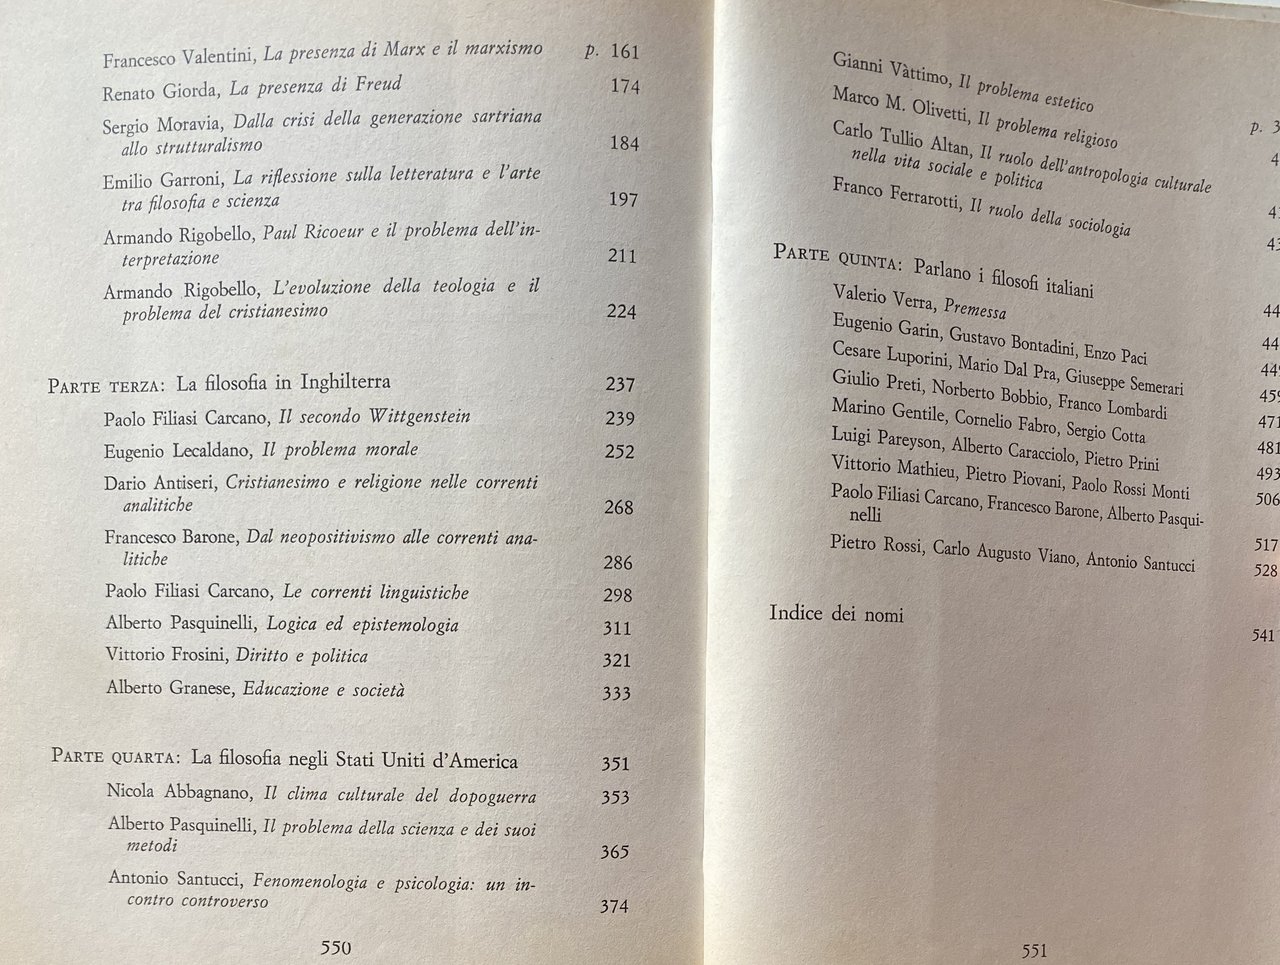 Francesco Valentini, La presenza di Marx e il marxismo p. 161
Renato Giorda, La presenza di Freud 174
Sergio Moravia, Dalla crisi della generazione sartriana
allo strutturalismo 184
Emilio Garroni, La riflessione sulla letteratura e l'arte
tra filosofia e scienza 197
Armando Rigobello, Paul Ricoeur e il problema dell'in-
terpretazione 211
Armando Rigobello, L'evoluzione della teologia e il
problema del cristianesimo 224
PARTE TERZA: La filosofia in Inghilterra 237
Paolo Filiasi Carcano, Il secondo Wittgenstein 239
Eugenio Lecaldano, Il problema morale 252
Dario Antiseri, Cristianesimo e religione nelle correnti
analitiche 268
Francesco Barone, Dal neopositivismo alle correnti ana-
litiche 286
Paolo Filiasi Carcano, Le correnti linguistiche 298
Alberto Pasquinelli, Logica ed epistemologia 311
Vittorio Frosini, Diritto e politica 321
Alberto Granese, Educazione e società 333
PARTE QUARTA: La filosofia negli Stati Uniti d'America 351
Nicola Abbagnano, Il clima culturale del dopoguerra 353
Alberto Pasquinelli, Il problema della scienza e dei suoi
metodi 365
Antonio Santucci, Fenomenologia e psicologia: un in-
contro controverso 374
550
Gianni Vàttimo, Il problema estetico p.
Marco M. Olivetti, Il problema religioso
Carlo Tullio Altan, Il ruolo dell'antropologia culturale
nella vita sociale e politica
Franco Ferrarotti, Il ruolo della sociologia
PARTE QUINTA: Parlano i filosofi italiani
Valerio Verra, Premessa
Eugenio Garin, Gustavo Bontadini, Enzo Paci
Cesare Luporini, Mario Dal Pra, Giuseppe Semerari 459
Giulio Preti, Norberto Bobbio, Franco Lombardi 471
Marino Gentile, Cornelio Fabro, Sergio Cotta 481
Luigi Pareyson, Alberto Caracciolo, Pietro Prini 493
Vittorio Mathieu, Pietro Piovani, Paolo Rossi Monti 506
Paolo Filiasi Carcano, Francesco Barone, Alberto Pasqui-
nelli 517
Pietro Rossi, Carlo Augusto Viano, Antonio Santucci 528
Indice dei nomi 541
551